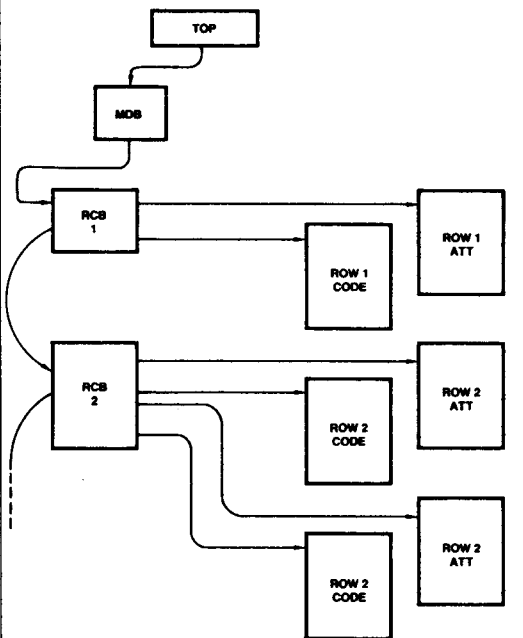 TOP
MDB
RCB
1
ROW 1
ATT
ROW 1
CODE
RCB
2
ROW 2
ATT
ROW 2
CODE
ROW 2
ATT
ROW 2
CODE